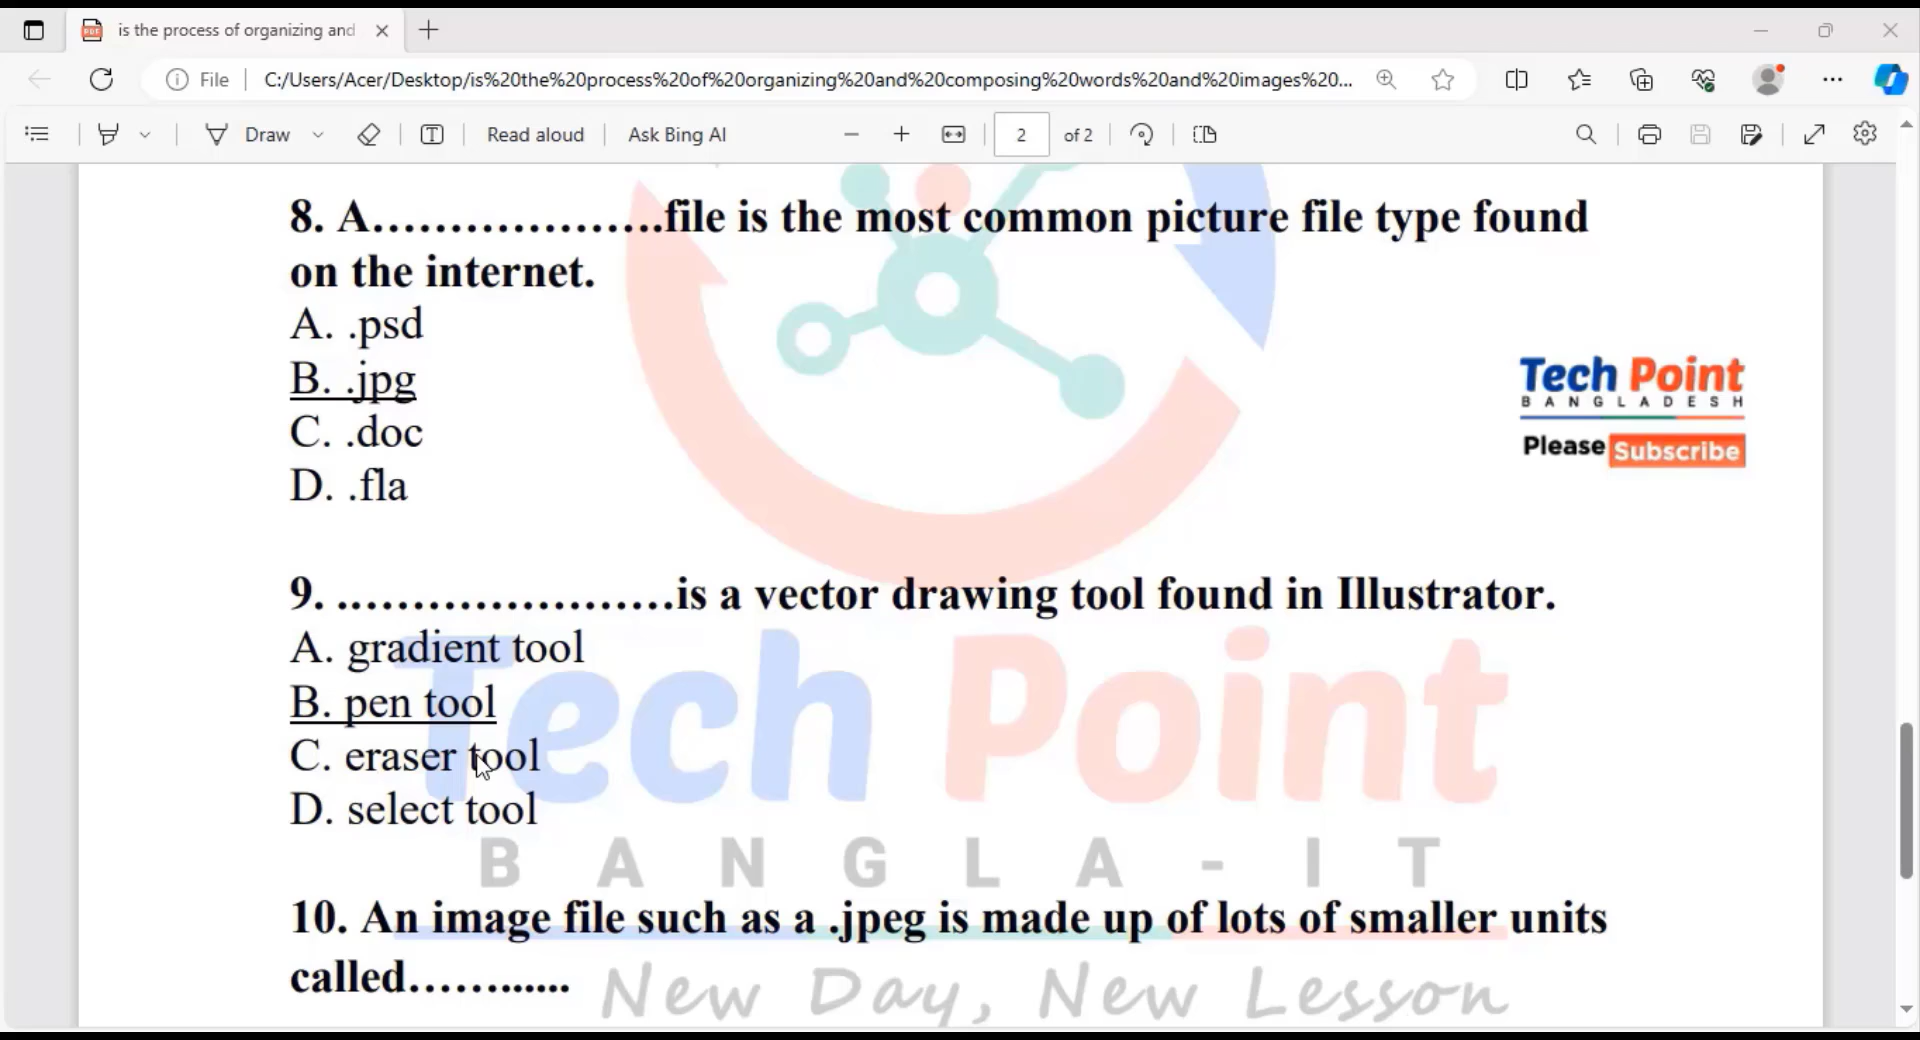 is the process of organizing and
File
C:/Users/Acer/Desktop/is%20the%20process%20of%20organizing%20and%20composing%20words%20and%20images%20...
Draw
Read aloud
Ask Bing AI
2
of 2
8. A...................file is the most common picture file type found
on the internet.
A. .psd
B. .jpg
C. .doc
D. .fla
Tech Point
BANGLADESH
Please Subscribe
9. ......................is a vector drawing tool found in Illustrator.
A. gradient tool
B. pen tool
C. eraser tool
D. select tool
Tech Point
BANGLA-IT
10. An image file such as a .jpeg is made up of lots of smaller units
called............
New Day, New Lesson